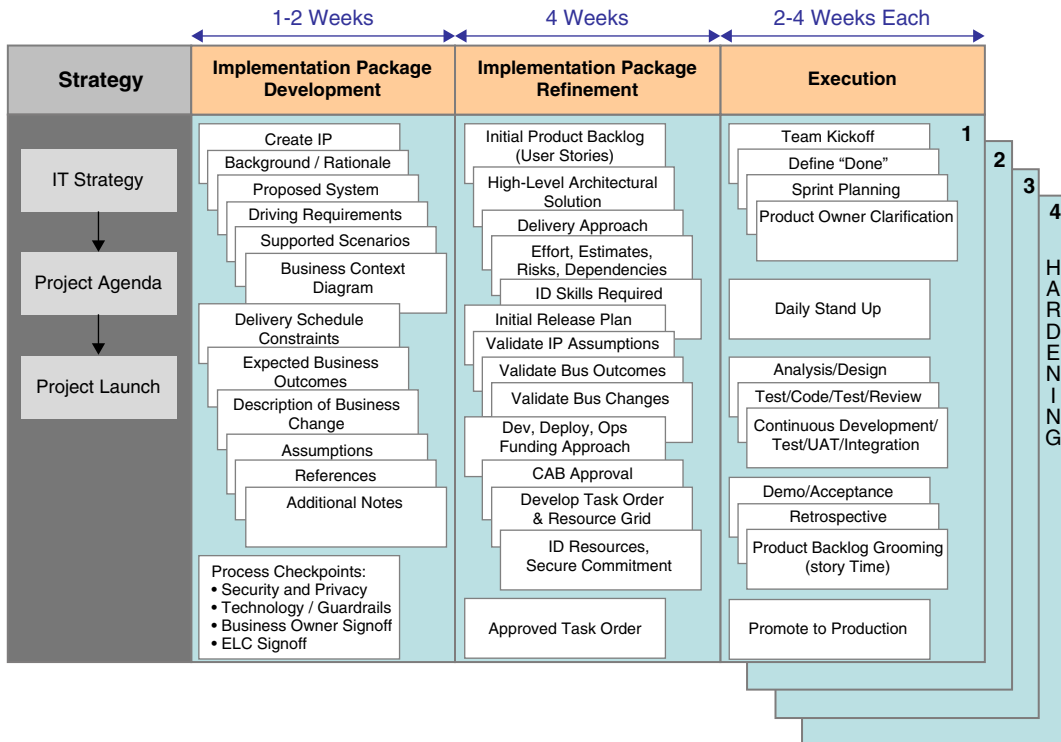 1-2 Weeks
4 Weeks
2-4 Weeks Each
Strategy
Implementation Package
Development
Implementation Package
Refinement
Execution
IT Strategy
Project Agenda
Project Launch
Create IP
Background / Rationale
Proposed System
Driving Requirements
Supported Scenarios
Business Context
Diagram
Delivery Schedule
Constraints
Expected Business
Outcomes
Description of Business
Change
Assumptions
References
Additional Notes
Process Checkpoints:
• Security and Privacy
• Technology / Guardrails
• Business Owner Signoff
• ELC Signoff
Initial Product Backlog
(User Stories)
High-Level Architectural
Solution
Delivery Approach
Effort, Estimates,
Risks, Dependencies
ID Skills Required
Initial Release Plan
Validate IP Assumptions
Validate Bus Outcomes
Validate Bus Changes
Dev, Deploy, Ops
Funding Approach
CAB Approval
Develop Task Order
& Resource Grid
ID Resources,
Secure Commitment
Approved Task Order
1
Team Kickoff
Define “Done”
Sprint Planning
Product Owner Clarification
Daily Stand Up
Analysis/Design
Test/Code/Test/Review
Continuous Development/
Test/UAT/Integration
Demo/Acceptance
Retrospective
Product Backlog Grooming
(story Time)
Promote to Production
2
3
4
HARDENING